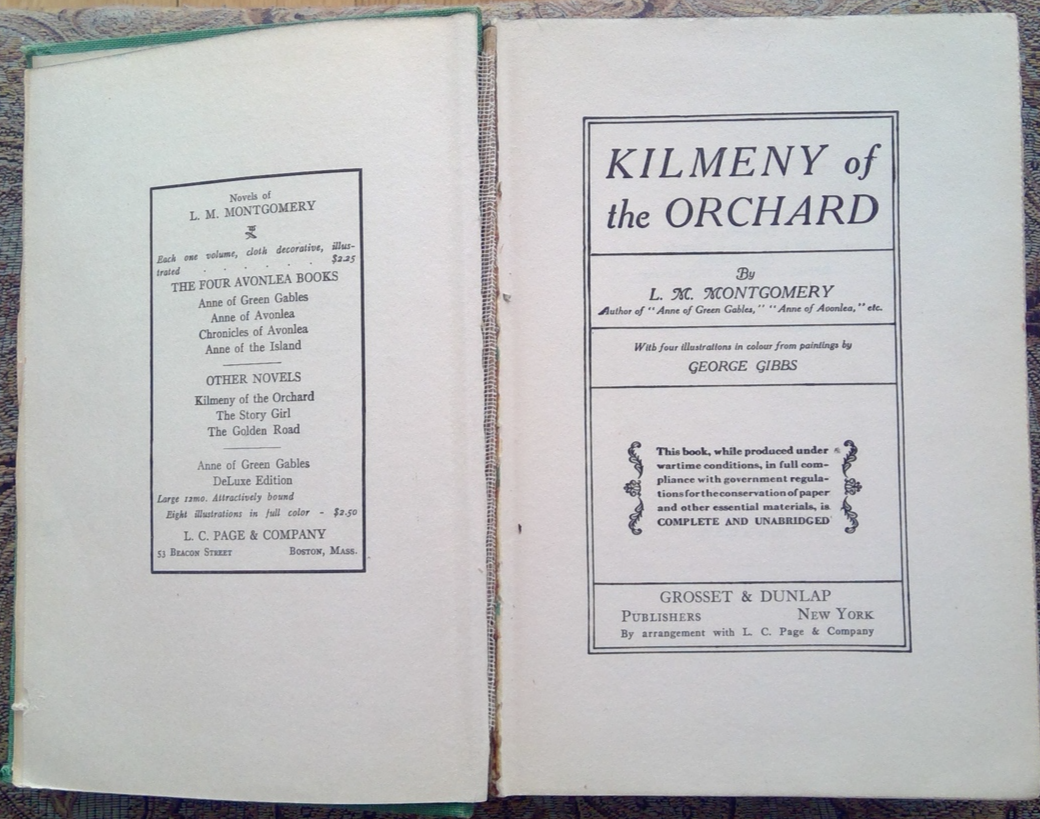 Novels of
L. M. MONTGOMERY
Each one volume, cloth decorative, illus-
trated . . . . . . $2.25
THE FOUR AVONLEA BOOKS
Anne of Green Gables
Anne of Avonlea
Chronicles of Avonlea
Anne of the Island
OTHER NOVELS
Kilmeny of the Orchard
The Story Girl
The Golden Road
Anne of Green Gables
DeLuxe Edition
Large 12mo. Attractively bound
Eight illustrations in full color - $2.50
L. C. PAGE & COMPANY
53 BEACON STREET BOSTON, MASS.
KILMENY of
the ORCHARD
By
L. M. MONTGOMERY
Author of "Anne of Green Gables," "Anne of Avonlea," etc.
With four illustrations in colour from paintings by
GEORGE GIBBS
This book, while produced under
wartime conditions, in full com-
pliance with government regula-
tions for the conservation of paper
and other essential materials, is
COMPLETE AND UNABRIDGED
GROSSET & DUNLAP
PUBLISHERS NEW YORK
By arrangement with L. C. Page & Company